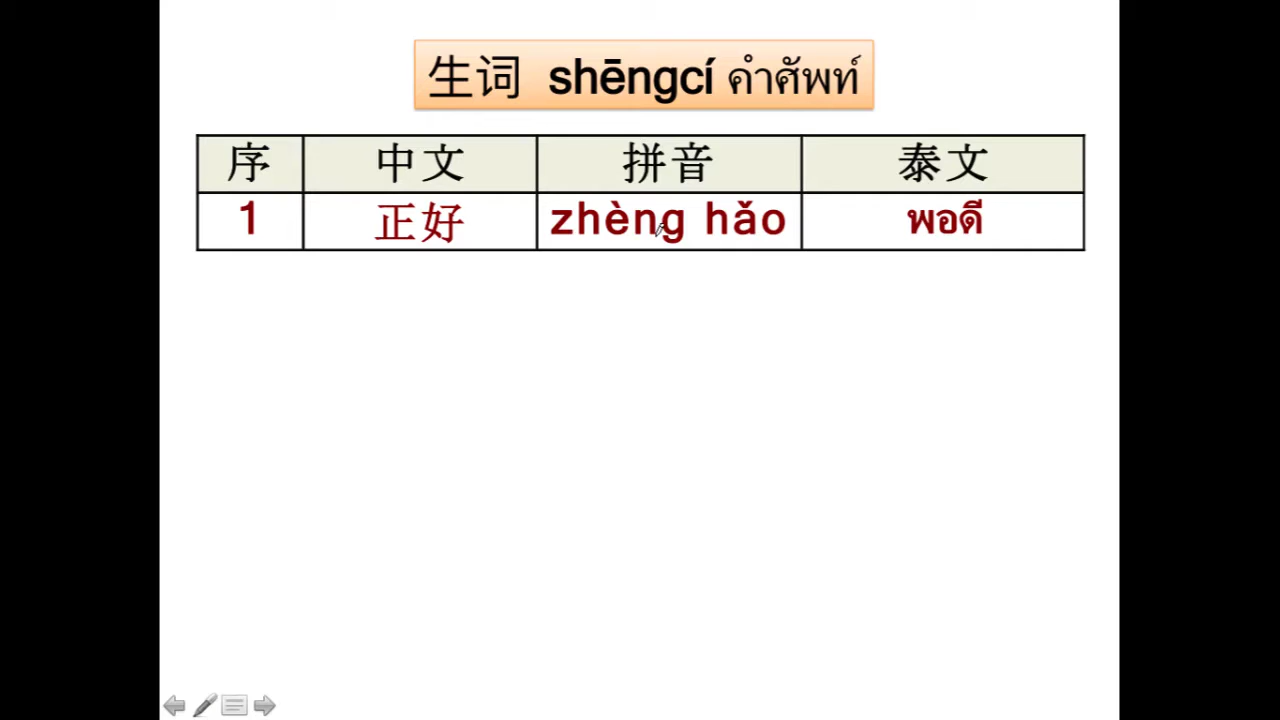 生词 shēngcí คำศัพท์
序 中文 拼音 泰文
1 正好 zhèng hǎo พอดี